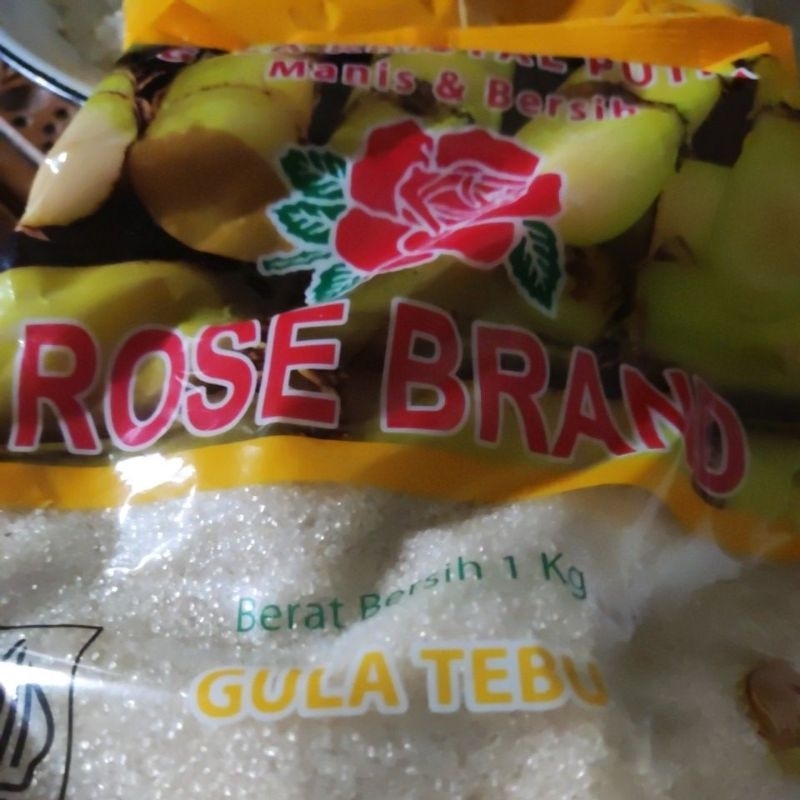 Manis & Bersih
ROSE BRAND
Berat Bersih 1 Kg
GULA TEBU